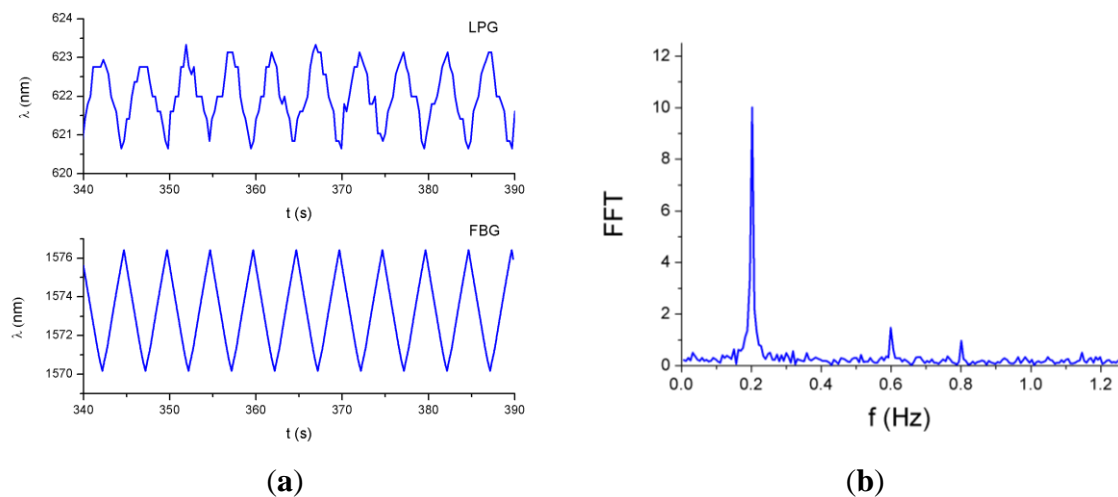 LPG
624
623
622
621
620
λ (nm)
340 350 360 370 380 390
t (s)
FBG
1576
1574
1572
1570
λ (nm)
340 350 360 370 380 390
t (s)
(a)
12
10
8
6
4
2
0
FFT
0.0 0.2 0.4 0.6 0.8 1.0 1.2
f (Hz)
(b)